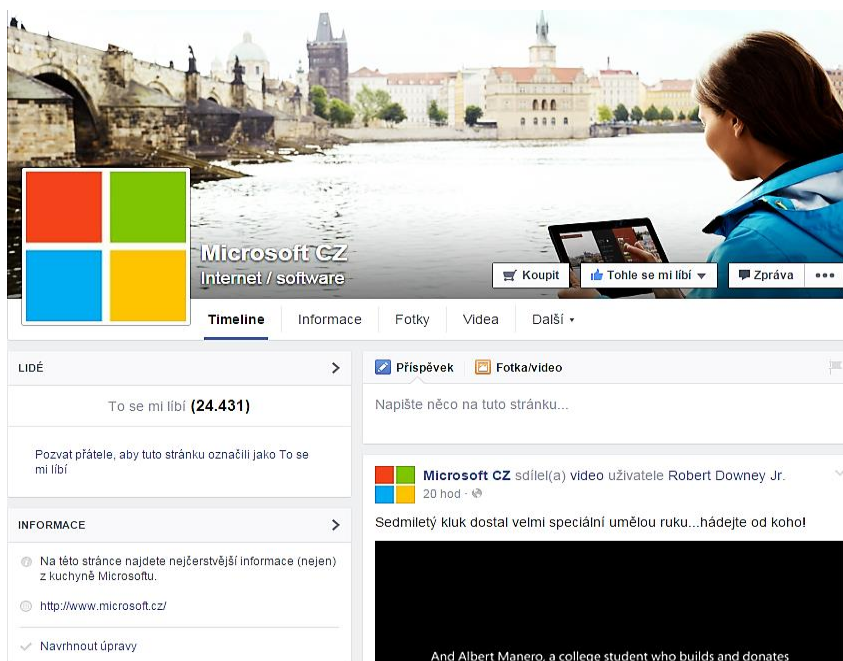 Microsoft CZ
Internet / software
Koupit
Tohle se mi líbí
Zpráva
Timeline
Informace
Fotky
Videa
Další
LIDÉ
To se mi líbí (24.431)
Pozvat přátele, aby tuto stránku označili jako To se
mi líbí
INFORMACE
Na této stránce najdete nejčerstvější informace (nejen)
z kuchyně Microsoftu.
http://www.microsoft.cz/
Navrhnout úpravy
Příspěvek
Fotka/video
Napište něco na tuto stránku...
Microsoft CZ sdílel(a) video uživatele Robert Downey Jr.
20 hod ·
Sedmiletý kluk dostal velmi speciální umělou ruku...hádejte od koho!
And Albert Manero, a college student who builds and donates